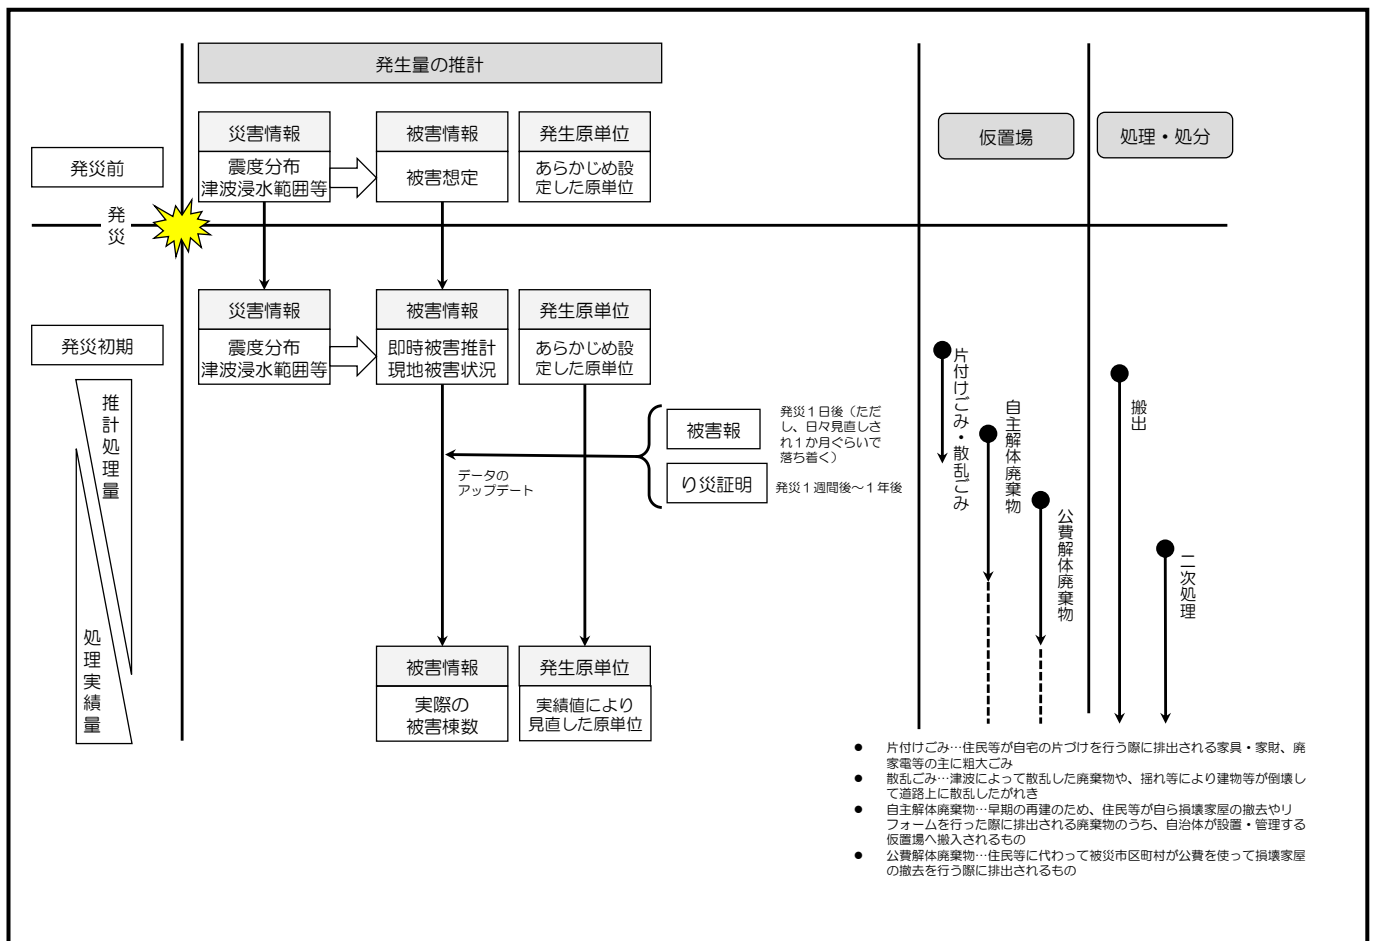 発生量の推計
災害情報
被害情報
発生原単位
仮置場
処理・処分
発災前
震度分布
津波浸水範囲等
被害想定
あらかじめ設
定した原単位
発
災
災害情報
被害情報
発生原単位
発災初期
震度分布
津波浸水範囲等
即時被害推計
現地被害状況
あらかじめ設
定した原単位
推計処理量
処理実績量
被害報
発災1日後（ただ
し、日々見直しさ
れ1か月ぐらいで
落ち着く）
データの
アップデート
り災証明
発災1週間後～1年後
片付けごみ・散乱ごみ
自主解体廃棄物
公費解体廃棄物
搬出
二次処理
被害情報
発生原単位
実際の
被害棟数
実績値により
見直した原単位
● 片付けごみ…住民等が自宅の片づけを行う際に排出される家具・家財、廃
家電等の主に粗大ごみ
● 散乱ごみ…津波によって散乱した廃棄物や、揺れ等により建物等が倒壊し
て道路上に散乱したがれき
● 自主解体廃棄物…早期の再建のため、住民等が自ら損壊家屋の撤去やリ
フォームを行った際に排出される廃棄物のうち、自治体が設置・管理する
仮置場へ搬入されるもの
● 公費解体廃棄物…住民等に代わって被災市区町村が公費を使って損壊家屋
の撤去を行う際に排出されるもの